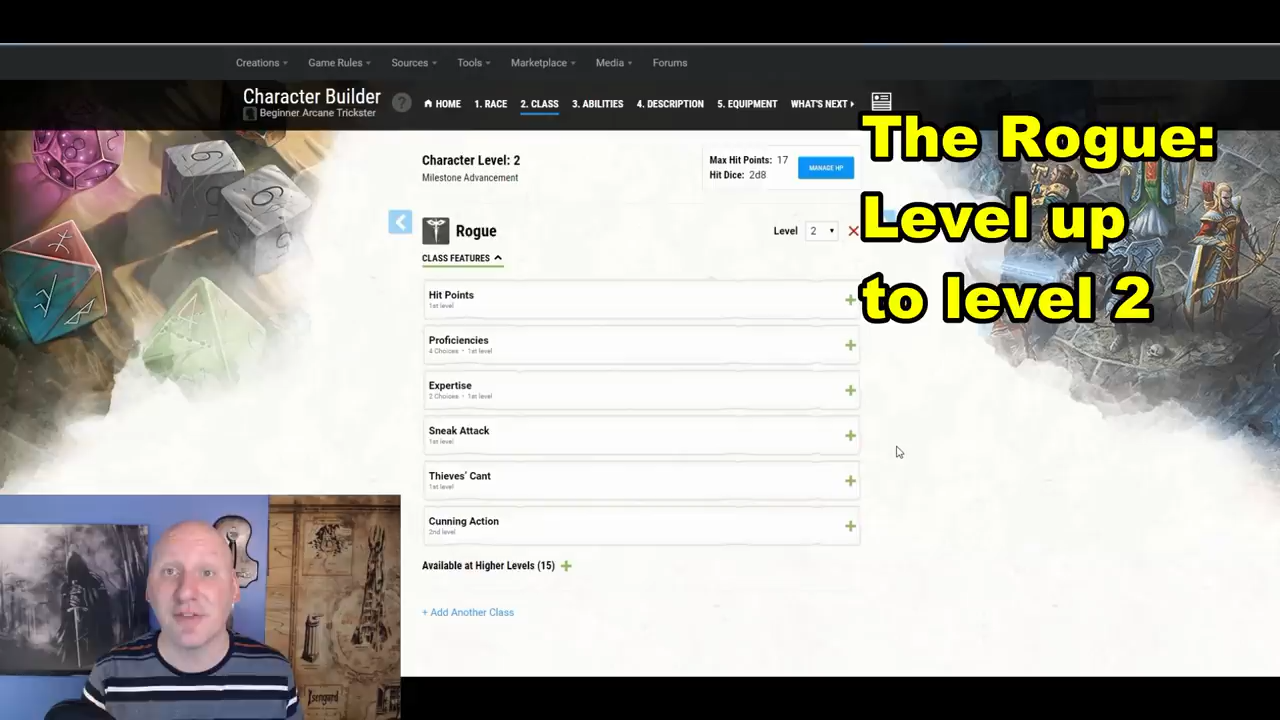 Creations
Game Rules
Sources
Tools
Marketplace
Media
Forums
Character Builder
Beginner Arcane Trickster
?
HOME
1. RACE
2. CLASS
3. ABILITIES
4. DESCRIPTION
5. EQUIPMENT
WHAT'S NEXT
The Rogue:
Level up
to level 2
Character Level: 2
Milestone Advancement
Max Hit Points: 17
Hit Dice: 2d8
MANAGE HP
Rogue
Level 2
CLASS FEATURES
Hit Points
1st level
Proficiencies
4 Choices • 1st level
Expertise
2 Choices • 1st level
Sneak Attack
1st level
Thieves' Cant
1st level
Cunning Action
2nd level
Available at Higher Levels (15)
+ Add Another Class
Isengard